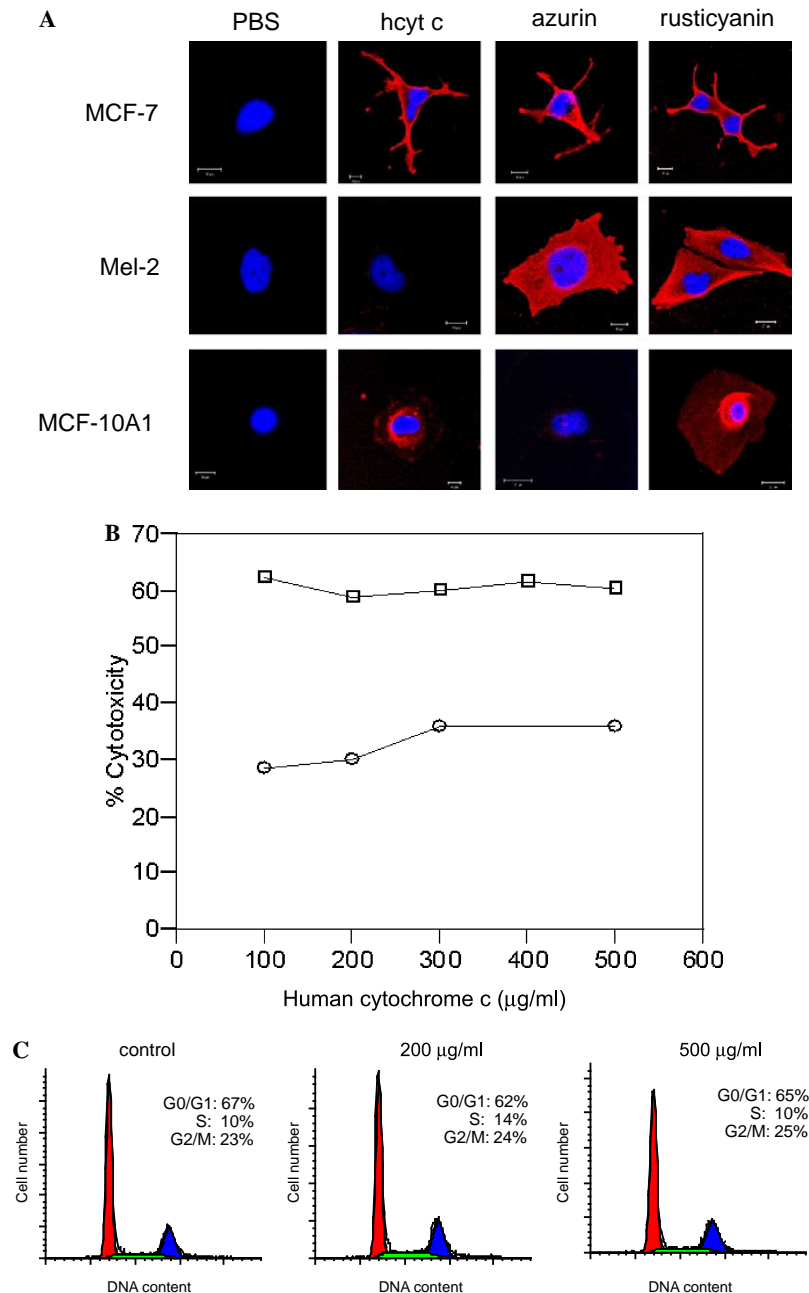 A
PBS hcyt c azurin rusticyanin
MCF-7
Mel-2
MCF-10A1
B
% Cytotoxicity
70
60
50
40
30
20
10
0
0 100 200 300 400 500 600
Human cytochrome c (μg/ml)
C
control
G0/G1: 67%
S: 10%
G2/M: 23%
Cell number
DNA content
200 μg/ml
G0/G1: 62%
S: 14%
G2/M: 24%
Cell number
DNA content
500 μg/ml
G0/G1: 65%
S: 10%
G2/M: 25%
Cell number
DNA content